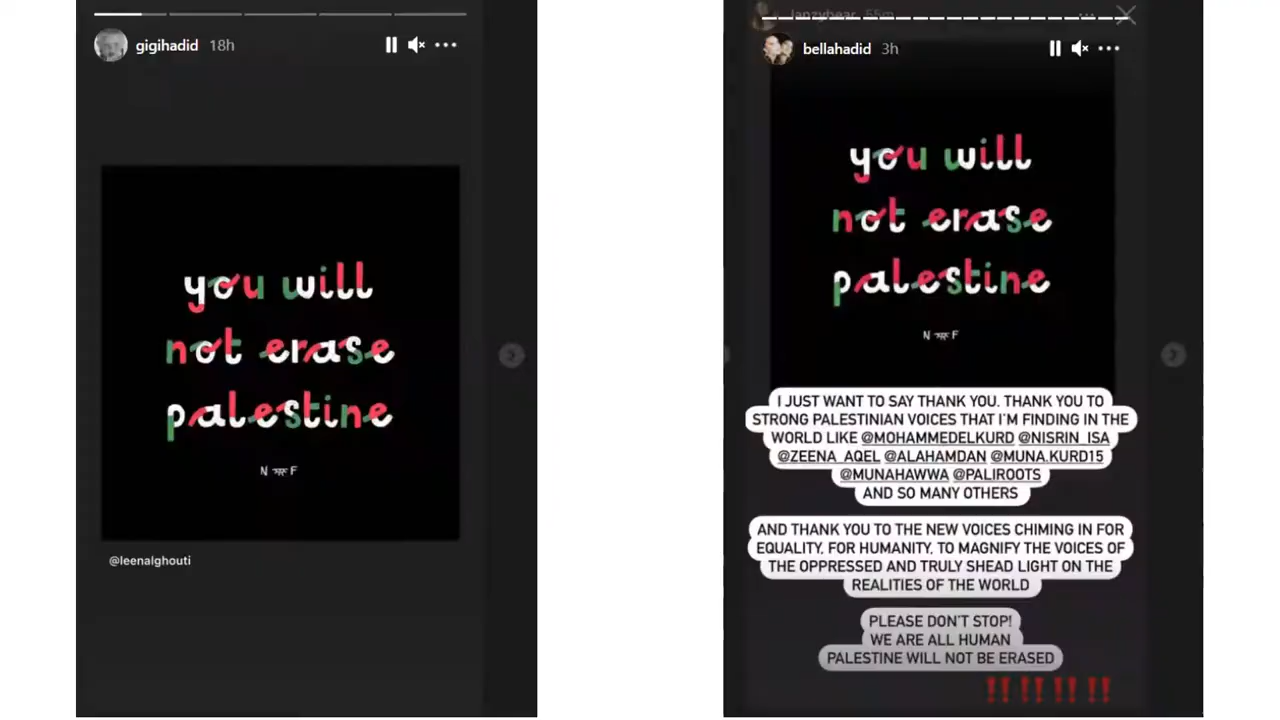 gigihadid 18h
you will
not erase
palestine
N F
@leenalghouti
55m
bellahadid 3h
you will
not erase
palestine
N F
I JUST WANT TO SAY THANK YOU. THANK YOU TO
STRONG PALESTINIAN VOICES THAT I'M FINDING IN THE
WORLD LIKE @MOHAMMEDELKURD @NISRIN_ISA
@ZEENA_AQEL @ALAHAMDAN @MUNA.KURD15
@MUNAHAWWA @PALIROOTS
AND SO MANY OTHERS
AND THANK YOU TO THE NEW VOICES CHIMING IN FOR
EQUALITY, FOR HUMANITY, TO MAGNIFY THE VOICES OF
THE OPPRESSED AND TRULY SHEAD LIGHT ON THE
REALITIES OF THE WORLD
PLEASE DON'T STOP!
WE ARE ALL HUMAN
PALESTINE WILL NOT BE ERASED
‼️‼️‼️‼️